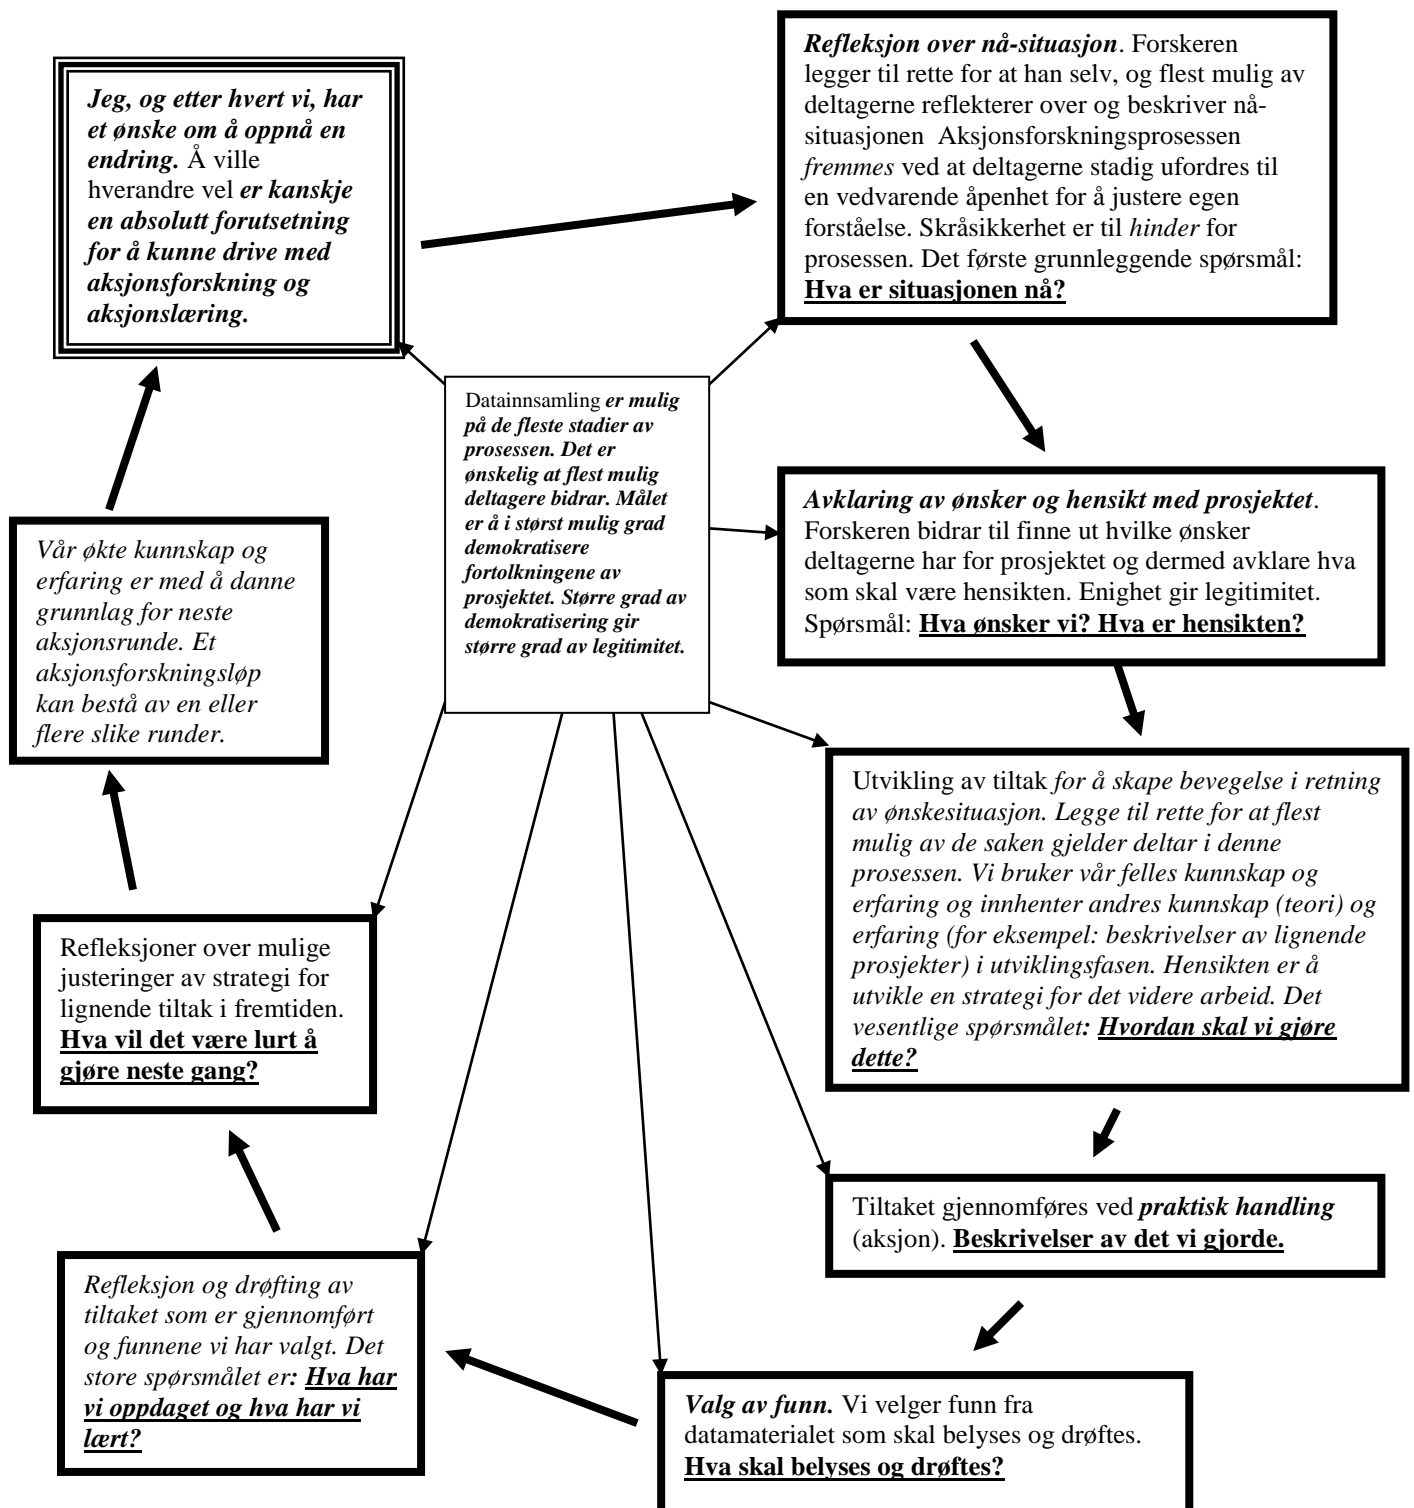 Jeg, og etter hvert vi, har
et ønske om å oppnå en
endring. Å ville
hverandre vel er kanskje
en absolutt forutsetning
for å kunne drive med
aksjonsforskning og
aksjonslæring.
Refleksjon over nå-situasjon. Forskeren
legger til rette for at han selv, og flest mulig av
deltagerne reflekterer over og beskriver nå-
situasjonen Aksjonsforskningsprosessen
fremmes ved at deltagerne stadig ufordres til
en vedvarende åpenhet for å justere egen
forståelse. Skråsikkerhet er til hinder for
prosessen. Det første grunnleggende spørsmål:
Hva er situasjonen nå?
Datainnsamling er mulig
på de fleste stadier av
prosessen. Det er
ønskelig at flest mulig
deltagere bidrar. Målet
er å i størst mulig grad
demokratisere
fortolkningene av
prosjektet. Større grad av
demokratisering gir
større grad av legitimitet.
Avklaring av ønsker og hensikt med prosjektet.
Forskeren bidrar til finne ut hvilke ønsker
deltagerne har for prosjektet og dermed avklare hva
som skal være hensikten. Enighet gir legitimitet.
Spørsmål: Hva ønsker vi? Hva er hensikten?
Vår økte kunnskap og
erfaring er med å danne
grunnlag for neste
aksjonsrunde. Et
aksjonsforskningsløp
kan bestå av en eller
flere slike runder.
Utvikling av tiltak for å skape bevegelse i retning
av ønskesituasjon. Legge til rette for at flest
mulig av de saken gjelder deltar i denne
prosessen. Vi bruker vår felles kunnskap og
erfaring og innhenter andres kunnskap (teori) og
erfaring (for eksempel: beskrivelser av lignende
prosjekter) i utviklingsfasen. Hensikten er å
utvikle en strategi for det videre arbeid. Det
vesentlige spørsmålet: Hvordan skal vi gjøre
dette?
Refleksjoner over mulige
justeringer av strategi for
lignende tiltak i fremtiden.
Hva vil det være lurt å
gjøre neste gang?
Tiltaket gjennomføres ved praktisk handling
(aksjon). Beskrivelser av det vi gjorde.
Refleksjon og drøfting av
tiltaket som er gjennomført
og funnene vi har valgt. Det
store spørsmålet er: Hva har
vi oppdaget og hva har vi
lært?
Valg av funn. Vi velger funn fra
datamaterialet som skal belyses og drøftes.
Hva skal belyses og drøftes?